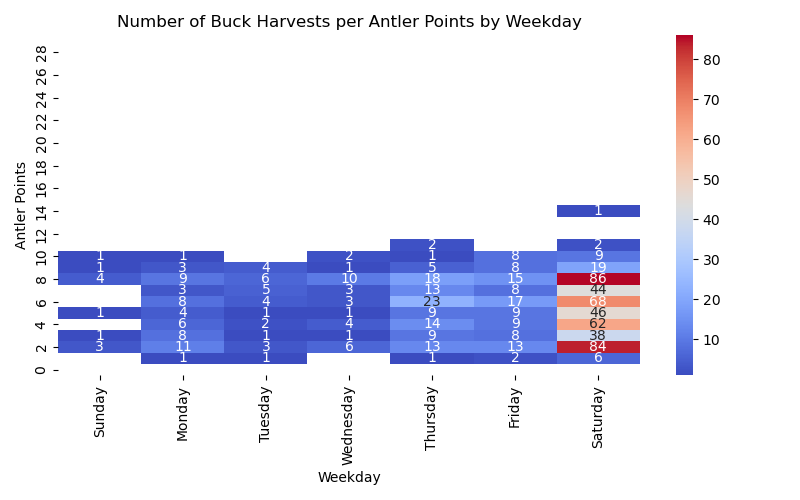 Number of Buck Harvests per Antler Points by Weekday
28
26
24
22
20
18
16
14
12
10
8
6
4
2
0
Antler Points
1
2 2
1 1 2 1 8 9
1 3 4 1 5 8 19
4 9 6 10 18 15 86
3 5 3 13 8 44
8 4 3 23 17 68
1 4 1 1 9 9 46
6 2 4 14 9 62
1 8 1 1 9 8 38
3 11 3 6 13 13 84
1 1 1 2 6
Sunday Monday Tuesday Wednesday Thursday Friday Saturday
Weekday
80
70
60
50
40
30
20
10